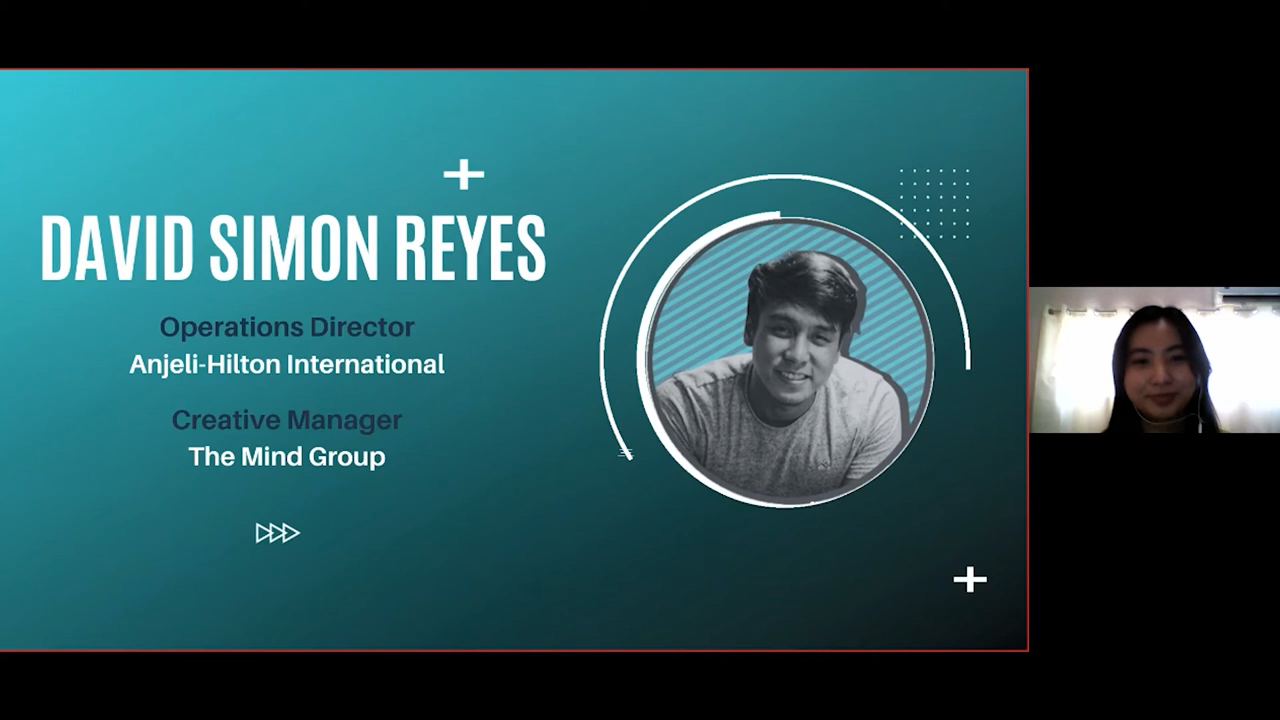 DAVID SIMON REYES
Operations Director
Anjeli-Hilton International
Creative Manager
The Mind Group